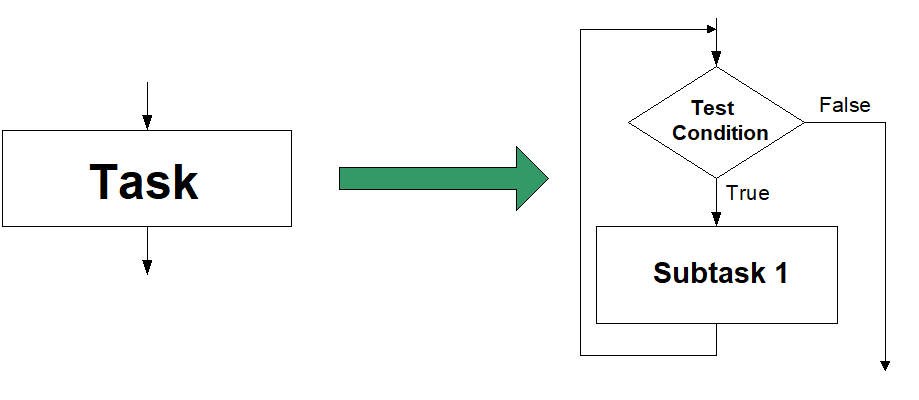 Task
Test
Condition
False
True
Subtask 1